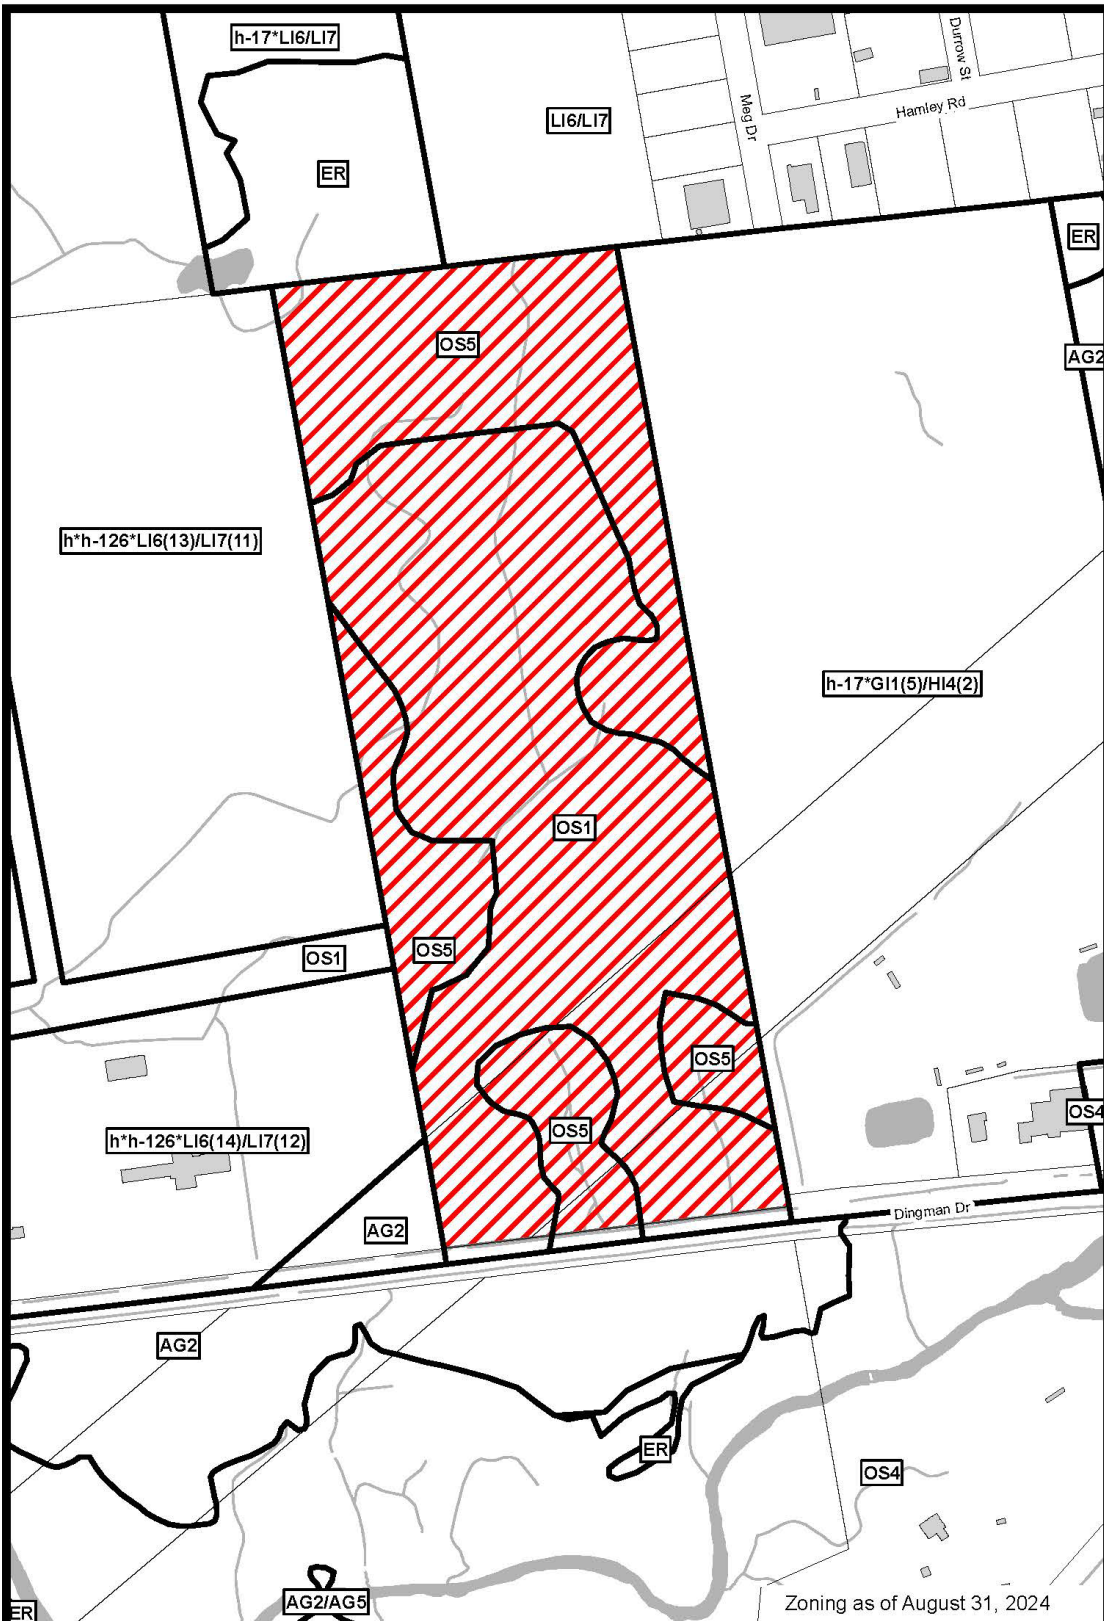 h-17*LI6/LI7
Durrow St
Meg Dr
Hamley Rd
LI6/LI7
ER
ER
OS5
AG2
h*h-126*LI6(13)/LI7(11)
h-17*GI1(5)/HI4(2)
OS1
OS5
OS1
OS5
OS4
OS5
h*h-126*LI6(14)/LI7(12)
AG2
Dingman Dr
AG2
ER
OS4
AG2/AG5
Zoning as of August 31, 2024
ER